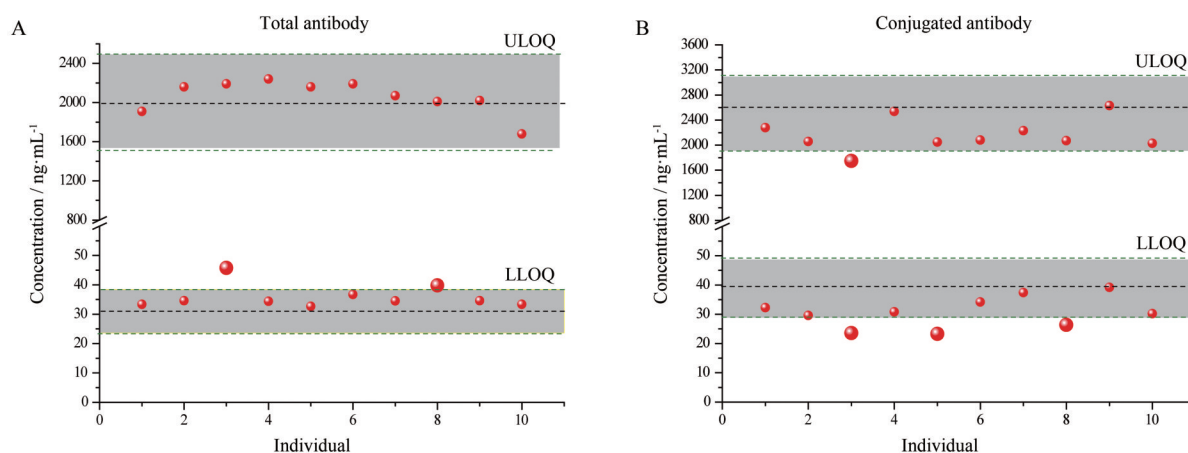 A
Total antibody
ULOQ
2400
2000
1600
1200
800
50
LLOQ
40
30
20
10
0
0 2 4 6 8 10
Individual
Concentration / ng·mL⁻¹
B
Conjugated antibody
3600
ULOQ
3200
2800
2400
2000
1600
1200
800
LLOQ
50
40
30
20
10
0
0 2 4 6 8 10
Individual
Concentration / ng·mL⁻¹